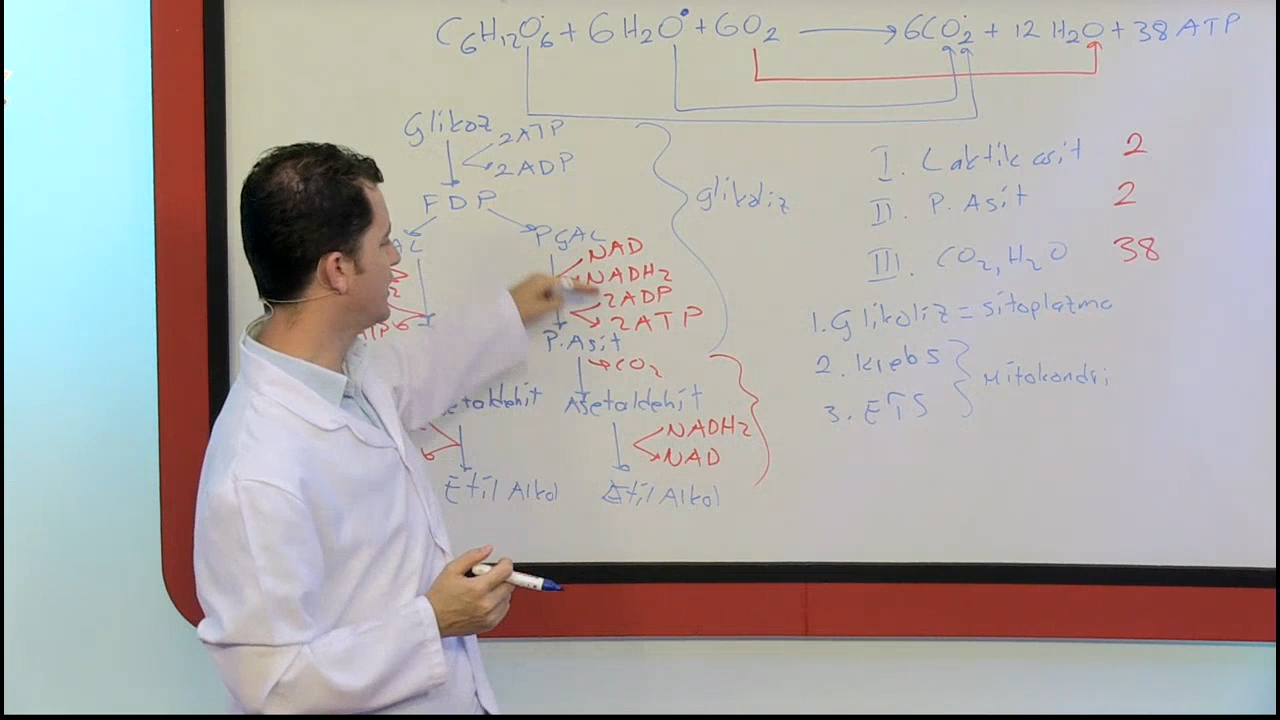 C6H12O6 + 6H2O + 6O2 → 6CO2 + 12 H2O + 38 ATP
Glikoz
2ATP
2ADP
FDP
PGAL
NAD
NADH2
2ADP
2ATP
P.Asit
CO2
Asetaldehit
NADH2
NAD
Etil Alkol
Etil Alkol
glikoliz
I. Laktik asit 2
II. P. Asit 2
III. CO2, H2O 38
1. Glikoliz = sitoplazma
2. Krebs
3. ETS
Mitokondri